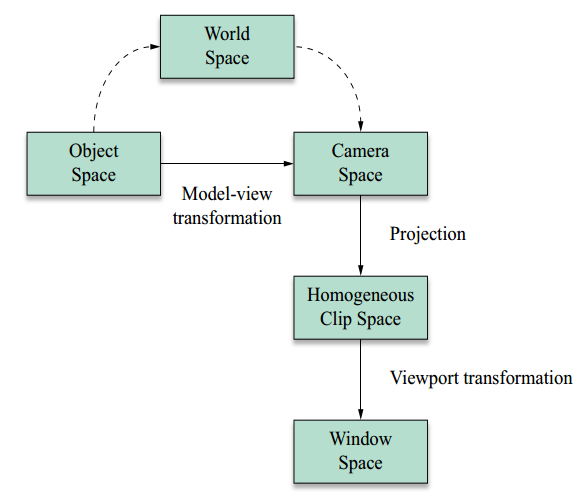 World
Space
Object
Space
Camera
Space
Model-view
transformation
Projection
Homogeneous
Clip Space
Viewport transformation
Window
Space